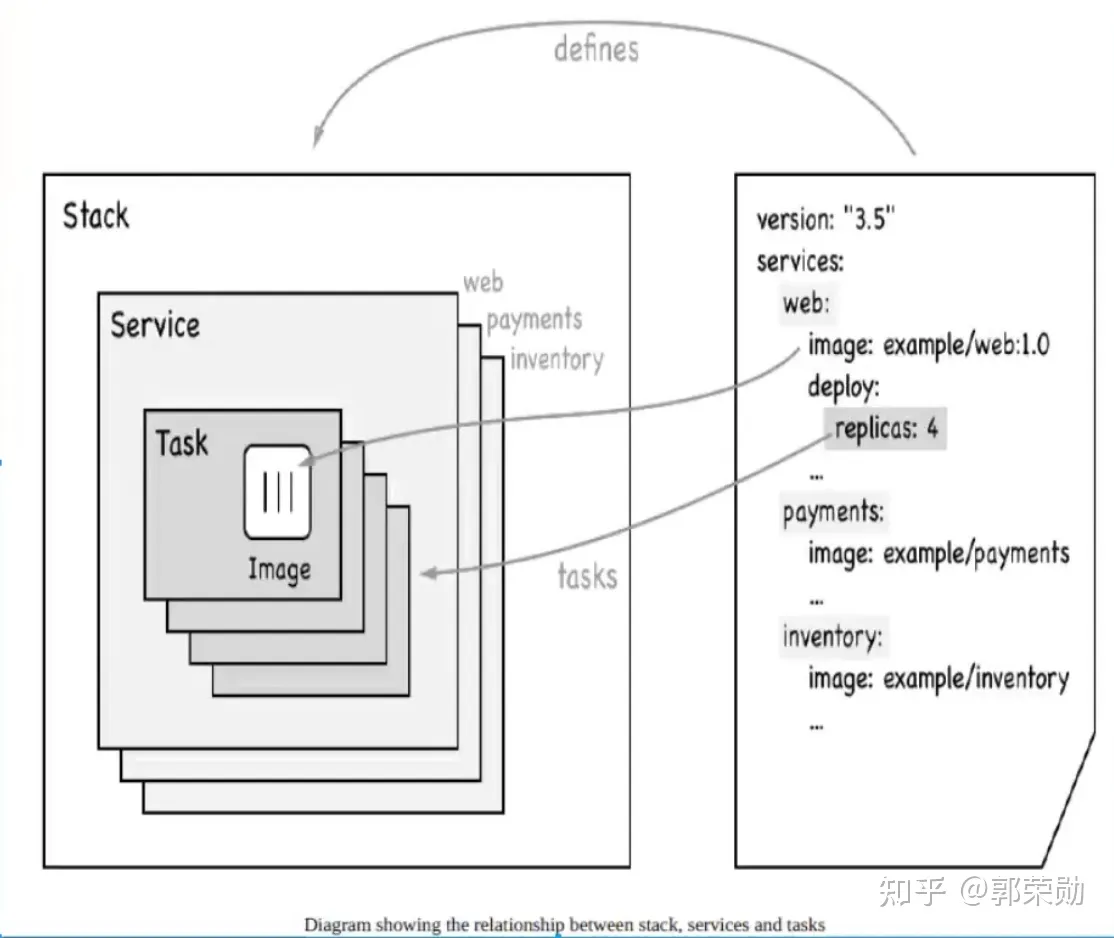 defines
Stack
web
payments
inventory
Service
Task
Image
tasks
version: "3.5"
services:
web:
image: example/web:1.0
deploy:
replicas: 4
...
payments:
image: example/payments
...
inventory:
image: example/inventory
...
知乎 @郭荣勋
Diagram showing the relationship between stack, services and tasks